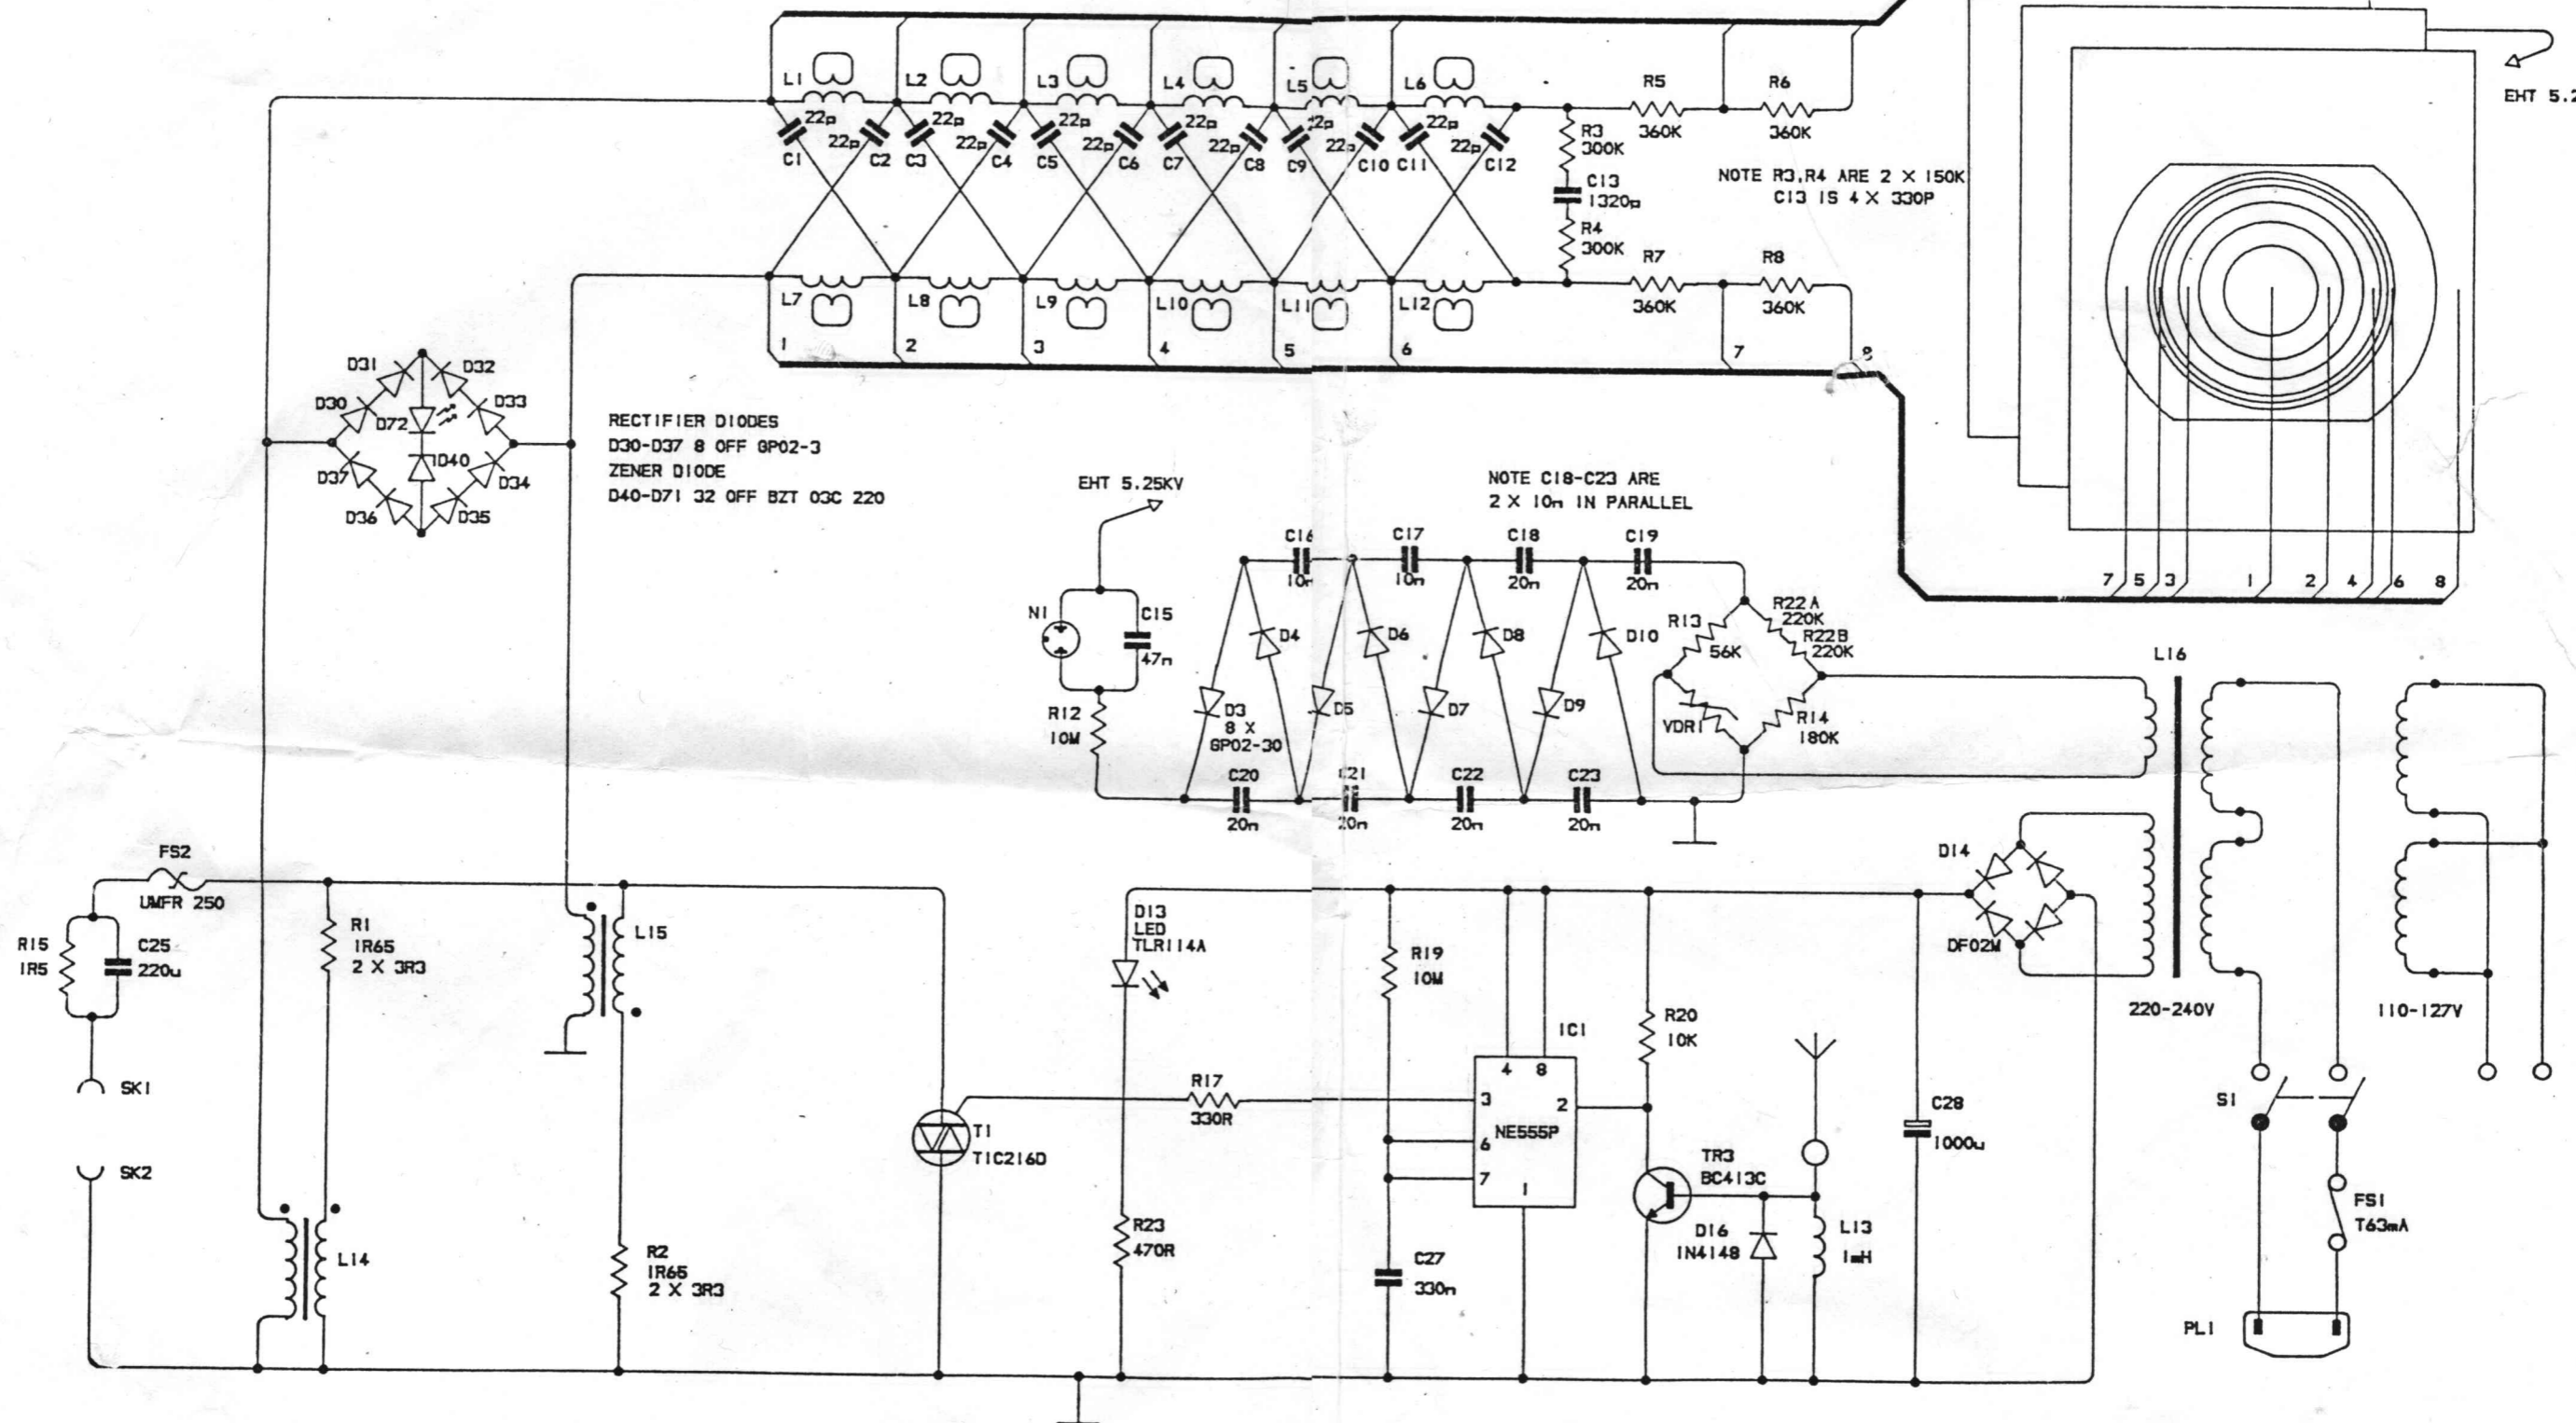 L1
L2
L3
L4
L5
L6
22p
22p
22p
22p
22p
22p
22p
22p
22p
22p
22p
22p
C1
C2
C3
C4
C5
C6
C7
C8
C9
C10
C11
C12
R5
360K
R6
360K
R3
300K
C13
1320p
R4
300K
NOTE R3,R4 ARE 2 X 150K
C13 IS 4 X 330P
R7
360K
R8
360K
L7
L8
L9
L10
L11
L12
1
2
3
4
5
6
7
8
EHT 5.2
D31
D32
D30
D33
D72
D40
D37
D34
D36
D35
RECTIFIER DIODES
D30-D37 8 OFF GP02-3
ZENER DIODE
D40-D71 32 OFF BZT 03C 220
EHT 5.25KV
NOTE C18-C23 ARE
2 X 10n IN PARALLEL
7
5
3
1
2
4
6
8
C16
10n
C17
10n
C18
20n
C19
20n
N1
C15
47n
R12
10M
D4
D6
D8
D10
D3
8 X
GP02-30
D5
D7
D9
R13
56K
R22A
220K
R22B
220K
VDR1
R14
180K
C20
20n
C21
20n
C22
20n
C23
20n
L16
220-240V
110-127V
FS2
UMFR 250
R15
1R5
C25
220u
SK1
SK2
R1
1R65
2 X 3R3
L15
L14
R2
1R65
2 X 3R3
T1
TIC216D
D13
LED
TLR114A
R17
330R
R23
470R
R19
10M
C27
330n
IC1
4 8
3
2
NE555P
6
7
1
R20
10K
TR3
BC413C
D16
1N4148
L13
1mH
C28
1000u
D14
DF02M
S1
FS1
T63mA
PL1